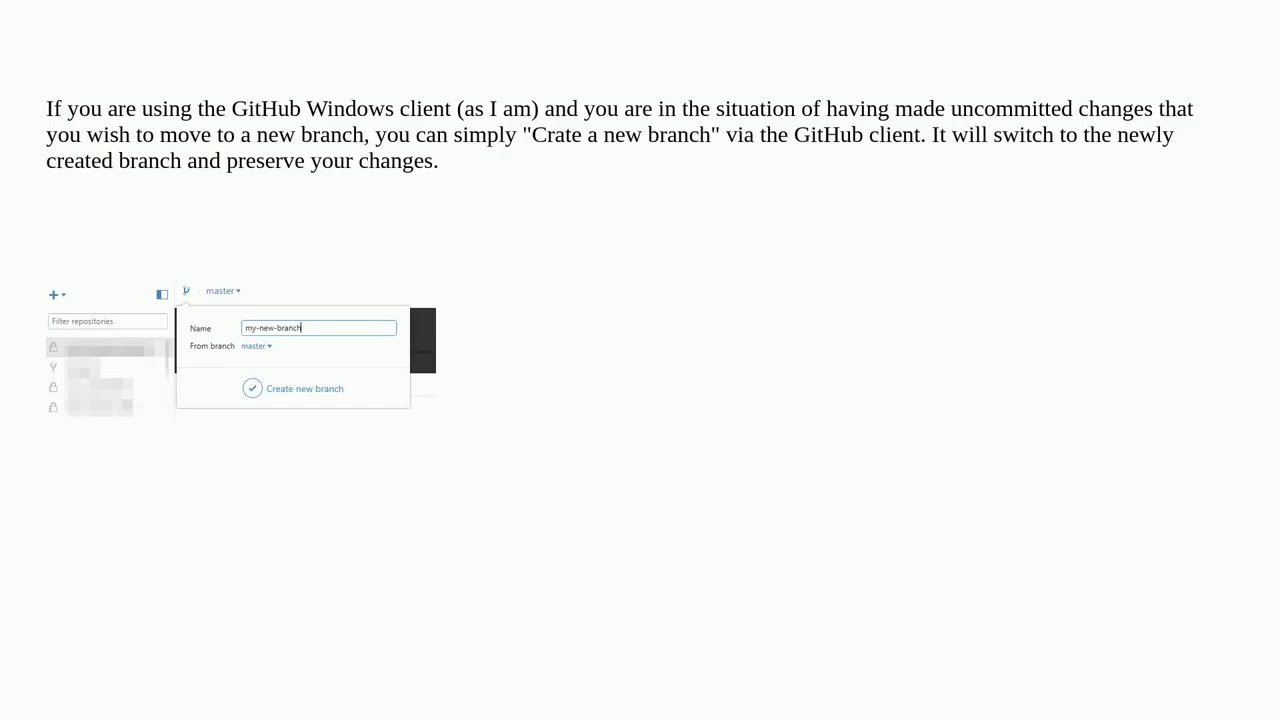 If you are using the GitHub Windows client (as I am) and you are in the situation of having made uncommitted changes that
you wish to move to a new branch, you can simply "Crate a new branch" via the GitHub client. It will switch to the newly
created branch and preserve your changes.
master
Filter repositories
Name my-new-branch
From branch master
Create new branch